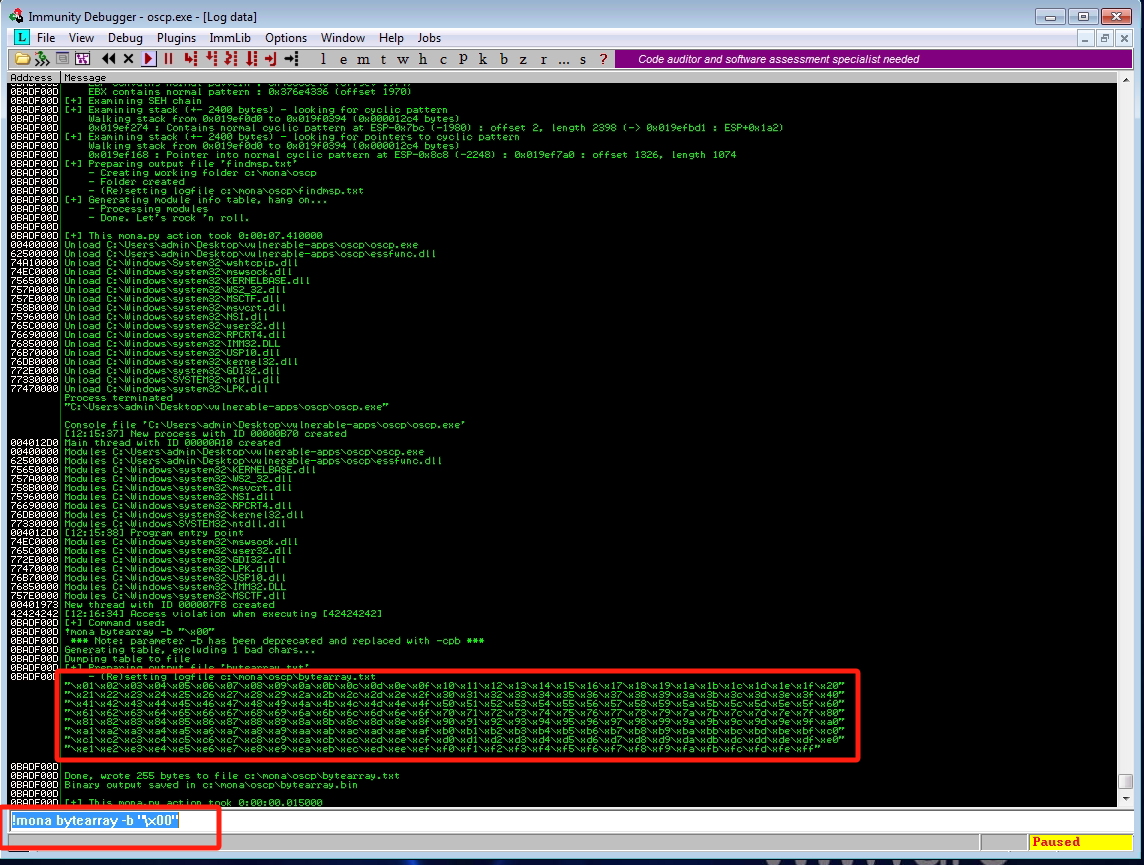 Immunity Debugger - oscp.exe - [Log data]
L File View Debug Plugins ImmLib Options Window Help Jobs
l e m t w h c P k b z r ... s ? Code auditor and software assessment specialist needed
Address Message
0BADF00D EBX contains normal pattern : 0x376e4336 (offset 1970)
0BADF00D [+] Examining SEH chain
0BADF00D [+] Examining stack (+- 2400 bytes) - looking for cyclic pattern
0BADF00D Walking stack from 0x019ef0d0 to 0x019f0394 (0x000012c4 bytes)
0BADF00D 0x019ef274 : Contains normal cyclic pattern at ESP-0x7bc (-1980) : offset 2, length 2398 (-> 0x019efbd1 : ESP+0x1a2)
0BADF00D [+] Examining stack (+- 2400 bytes) - looking for pointers to cyclic pattern
0BADF00D Walking stack from 0x019ef0d0 to 0x019f0394 (0x000012c4 bytes)
0BADF00D 0x019ef168 : Pointer into normal cyclic pattern at ESP-0x8c8 (-2248) : 0x019ef7a0 : offset 1326, length 1074
0BADF00D [+] Preparing output file 'findmsp.txt'
0BADF00D - Creating working folder c:\mona\oscp
0BADF00D - Folder created
0BADF00D - (Re)setting logfile c:\mona\oscp\findmsp.txt
0BADF00D [+] Generating module info table, hang on...
0BADF00D - Processing modules
0BADF00D - Done. Let's rock 'n roll.
0BADF00D
0BADF00D [+] This mona.py action took 0:00:07.410000
00400000 Unload C:\Users\admin\Desktop\vulnerable-apps\oscp\oscp.exe
62500000 Unload C:\Users\admin\Desktop\vulnerable-apps\oscp\essfunc.dll
74A10000 Unload C:\Windows\System32\wshtcpip.dll
74EC0000 Unload C:\Windows\system32\mswsock.dll
75650000 Unload C:\Windows\system32\KERNELBASE.dll
757A0000 Unload C:\Windows\system32\WS2_32.dll
757E0000 Unload C:\Windows\system32\MSCTF.dll
758B0000 Unload C:\Windows\system32\msvcrt.dll
75960000 Unload C:\Windows\system32\NSI.dll
765C0000 Unload C:\Windows\system32\user32.dll
76690000 Unload C:\Windows\system32\RPCRT4.dll
76850000 Unload C:\Windows\system32\IMM32.DLL
76B70000 Unload C:\Windows\system32\USP10.dll
76DB0000 Unload C:\Windows\system32\kernel32.dll
772E0000 Unload C:\Windows\system32\GDI32.dll
77330000 Unload C:\Windows\SYSTEM32\ntdll.dll
77470000 Unload C:\Windows\system32\LPK.dll
Process terminated
"C:\Users\admin\Desktop\vulnerable-apps\oscp\oscp.exe"
Console file 'C:\Users\admin\Desktop\vulnerable-apps\oscp\oscp.exe'
[12:15:37] New process with ID 00000B70 created
004012D0 Main thread with ID 00000A10 created
00400000 Modules C:\Users\admin\Desktop\vulnerable-apps\oscp\oscp.exe
62500000 Modules C:\Users\admin\Desktop\vulnerable-apps\oscp\essfunc.dll
75650000 Modules C:\Windows\system32\KERNELBASE.dll
757A0000 Modules C:\Windows\system32\WS2_32.dll
758B0000 Modules C:\Windows\system32\msvcrt.dll
75960000 Modules C:\Windows\system32\NSI.dll
76690000 Modules C:\Windows\system32\RPCRT4.dll
76DB0000 Modules C:\Windows\system32\kernel32.dll
77330000 Modules C:\Windows\SYSTEM32\ntdll.dll
004012D0 [12:15:38] Program entry point
74EC0000 Modules C:\Windows\system32\mswsock.dll
765C0000 Modules C:\Windows\system32\user32.dll
772E0000 Modules C:\Windows\system32\GDI32.dll
77470000 Modules C:\Windows\system32\LPK.dll
76B70000 Modules C:\Windows\system32\USP10.dll
76850000 Modules C:\Windows\system32\IMM32.DLL
757E0000 Modules C:\Windows\system32\MSCTF.dll
00401973 New thread with ID 000007F8 created
42424242 [12:16:34] Access violation when executing [42424242]
0BADF00D [+] Command used:
0BADF00D !mona bytearray -b "\x00"
0BADF00D *** Note: parameter -b has been deprecated and replaced with -cpb ***
0BADF00D Generating table, excluding 1 bad chars...
0BADF00D Dumping table to file
0BADF00D [+] Preparing output file 'bytearray.txt'
0BADF00D - (Re)setting logfile c:\mona\oscp\bytearray.txt
"\x01\x02\x03\x04\x05\x06\x07\x08\x09\x0a\x0b\x0c\x0d\x0e\x0f\x10\x11\x12\x13\x14\x15\x16\x17\x18\x19\x1a\x1b\x1c\x1d\x1e\x1f\x20"
"\x21\x22\x23\x24\x25\x26\x27\x28\x29\x2a\x2b\x2c\x2d\x2e\x2f\x30\x31\x32\x33\x34\x35\x36\x37\x38\x39\x3a\x3b\x3c\x3d\x3e\x3f\x40"
"\x41\x42\x43\x44\x45\x46\x47\x48\x49\x4a\x4b\x4c\x4d\x4e\x4f\x50\x51\x52\x53\x54\x55\x56\x57\x58\x59\x5a\x5b\x5c\x5d\x5e\x5f\x60"
"\x61\x62\x63\x64\x65\x66\x67\x68\x69\x6a\x6b\x6c\x6d\x6e\x6f\x70\x71\x72\x73\x74\x75\x76\x77\x78\x79\x7a\x7b\x7c\x7d\x7e\x7f\x80"
"\x81\x82\x83\x84\x85\x86\x87\x88\x89\x8a\x8b\x8c\x8d\x8e\x8f\x90\x91\x92\x93\x94\x95\x96\x97\x98\x99\x9a\x9b\x9c\x9d\x9e\x9f\xa0"
"\xa1\xa2\xa3\xa4\xa5\xa6\xa7\xa8\xa9\xaa\xab\xac\xad\xae\xaf\xb0\xb1\xb2\xb3\xb4\xb5\xb6\xb7\xb8\xb9\xba\xbb\xbc\xbd\xbe\xbf\xc0"
"\xc1\xc2\xc3\xc4\xc5\xc6\xc7\xc8\xc9\xca\xcb\xcc\xcd\xce\xcf\xd0\xd1\xd2\xd3\xd4\xd5\xd6\xd7\xd8\xd9\xda\xdb\xdc\xdd\xde\xdf\xe0"
"\xe1\xe2\xe3\xe4\xe5\xe6\xe7\xe8\xe9\xea\xeb\xec\xed\xee\xef\xf0\xf1\xf2\xf3\xf4\xf5\xf6\xf7\xf8\xf9\xfa\xfb\xfc\xfd\xfe\xff"
0BADF00D
0BADF00D Done, wrote 255 bytes to file c:\mona\oscp\bytearray.txt
0BADF00D Binary output saved in c:\mona\oscp\bytearray.bin
0BADF00D
0BADF00D [+] This mona.py action took 0:00:00.015000
!mona bytearray -b "\x00"
Paused